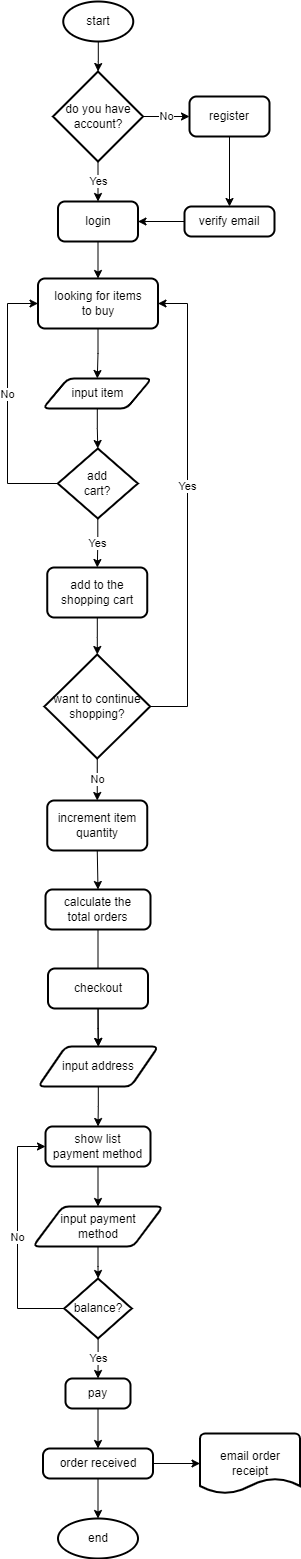 start
do you have
account?
No
register
Yes
login
verify email
looking for items
to buy
No
input item
add
cart?
Yes
Yes
add to the
shopping cart
want to continue
shopping?
No
increment item
quantity
calculate the
total orders
checkout
input address
show list
payment method
input payment
method
No
balance?
Yes
pay
order received
email order
receipt
end